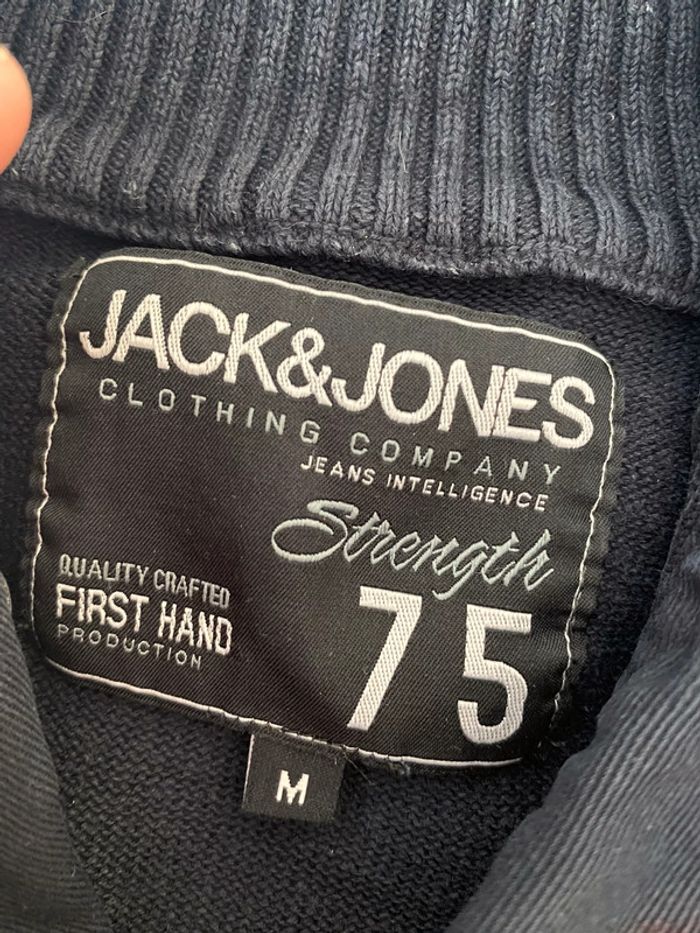 JACK&JONES
CLOTHING COMPANY
JEANS INTELLIGENCE
Strength
QUALITY CRAFTED
FIRST HAND
PRODUCTION
75
M